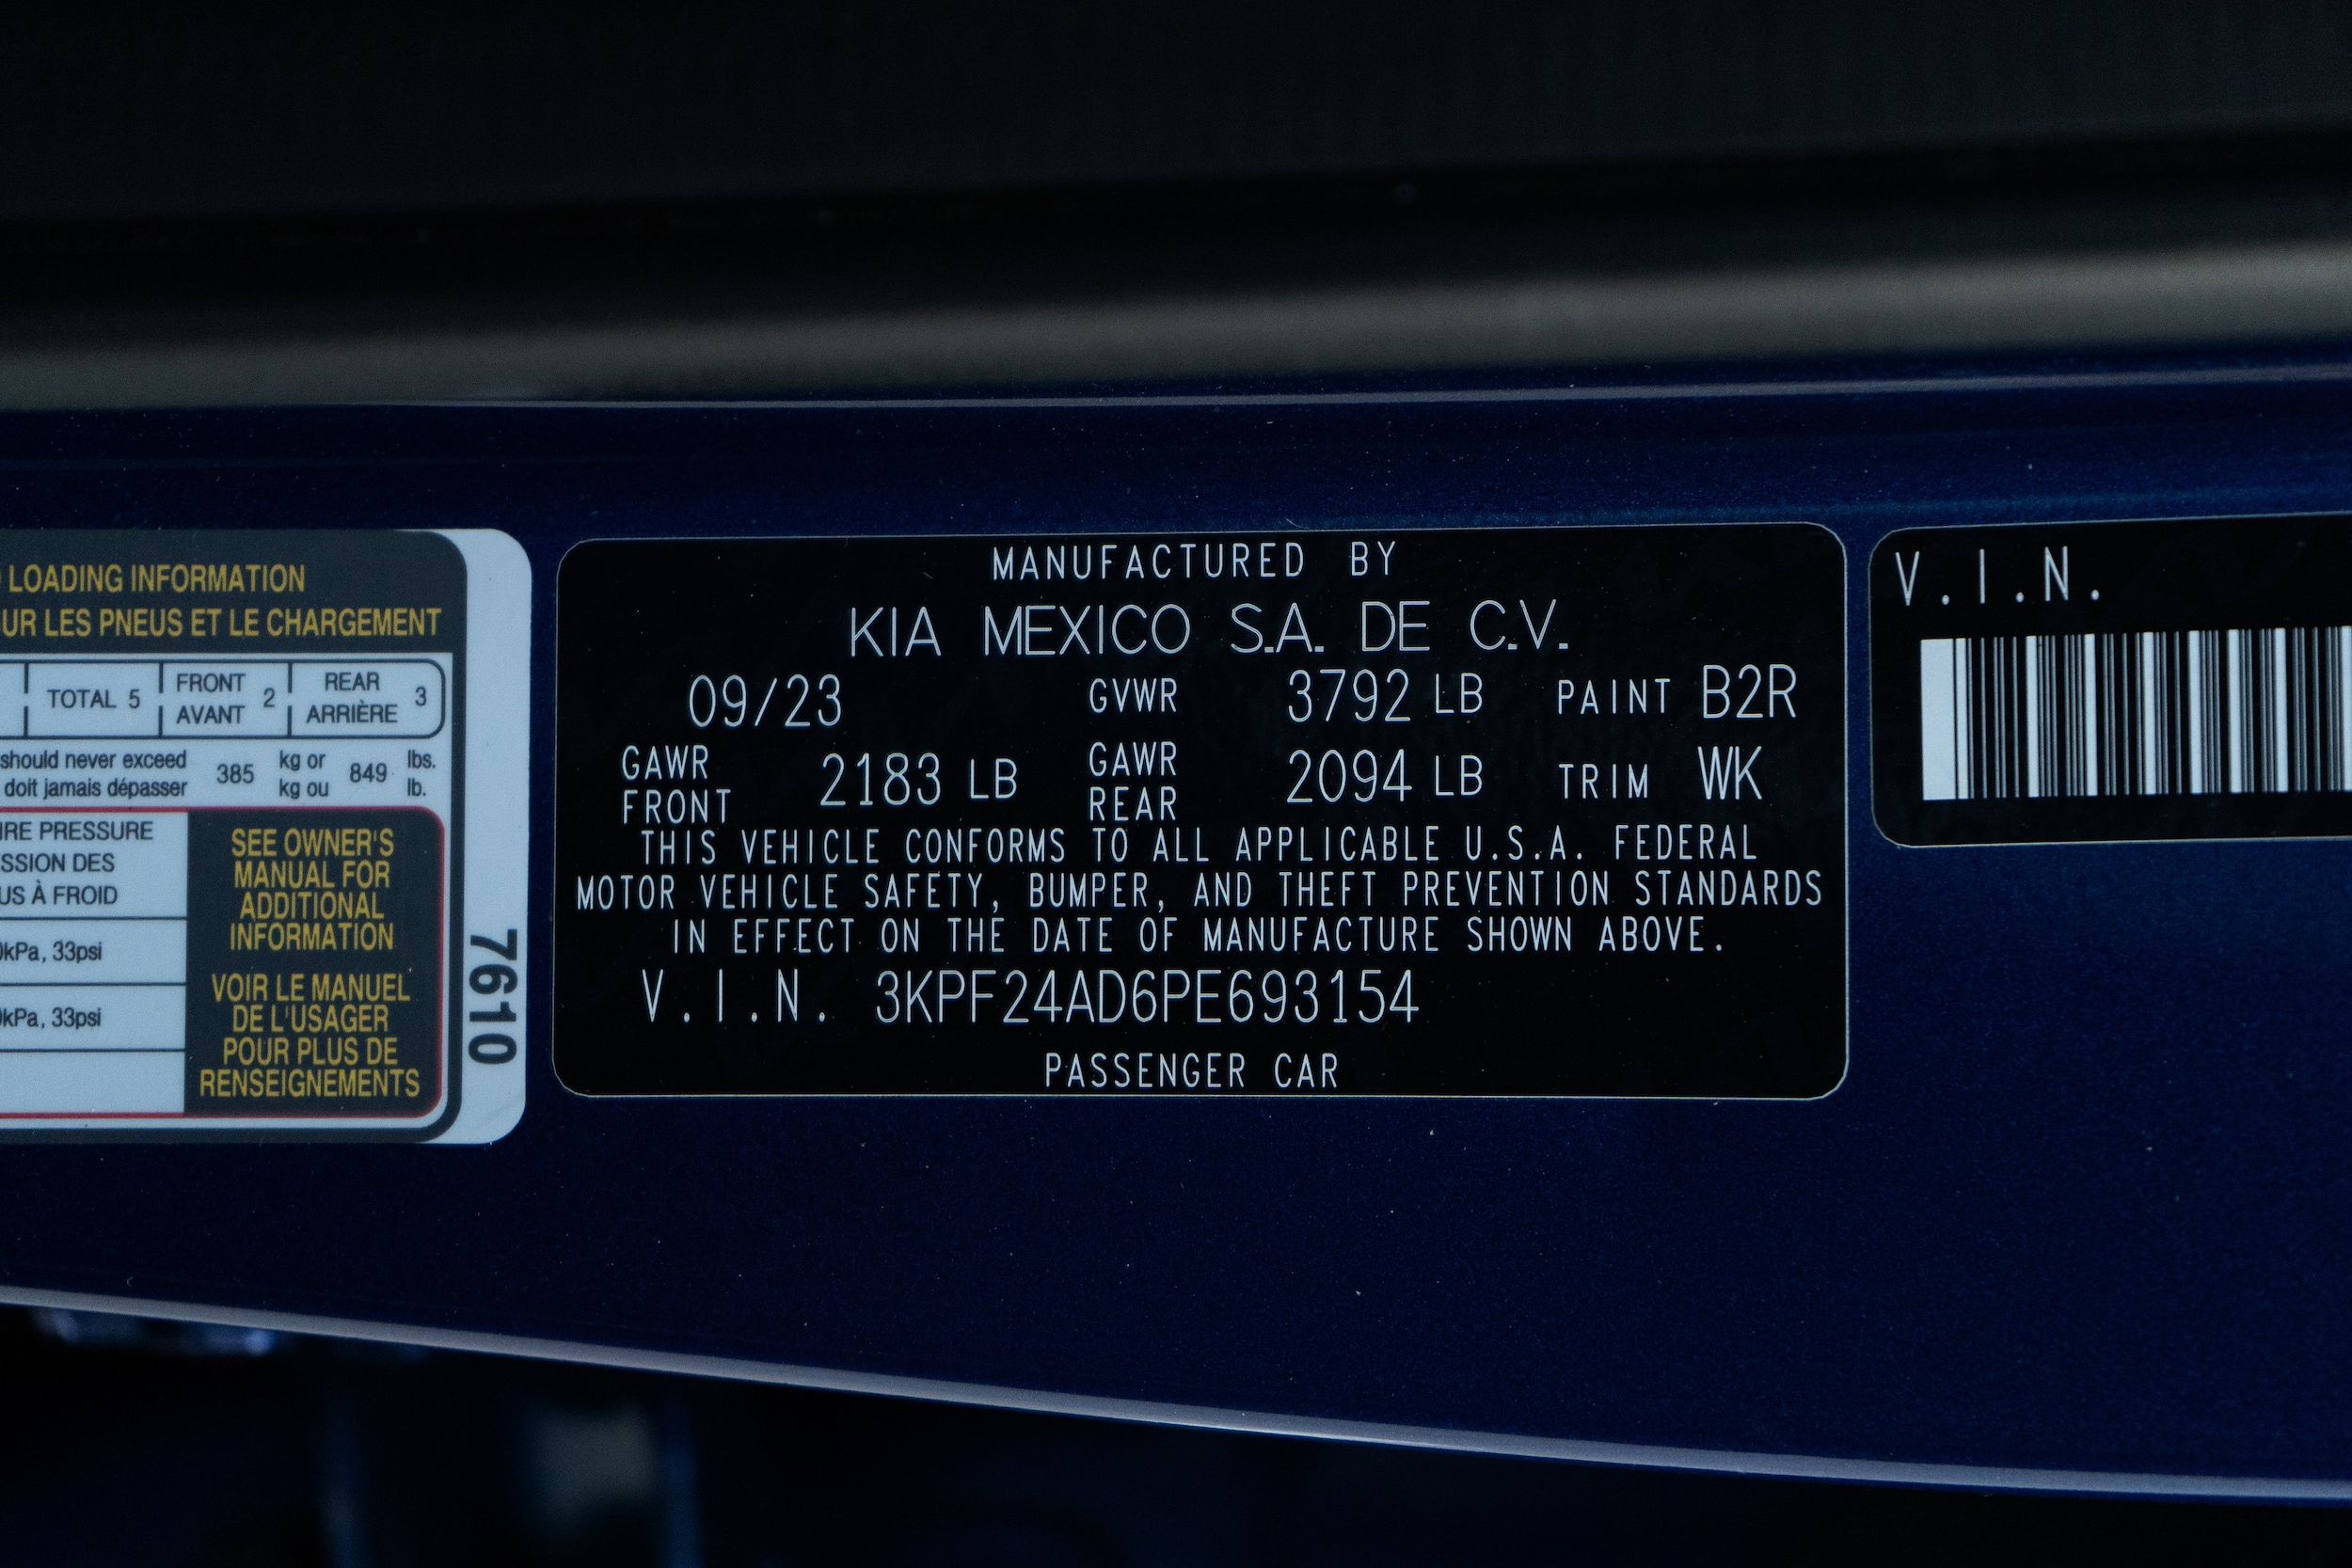 LOADING INFORMATION
UR LES PNEUS ET LE CHARGEMENT
TOTAL 5
FRONT
AVANT
2
REAR
ARRIÈRE
3
should never exceed
doit jamais dépasser
385
kg or
kg ou
849
lbs.
lb.
IRE PRESSURE
SSION DES
US À FROID
kPa, 33psi
kPa, 33psi
SEE OWNER'S
MANUAL FOR
ADDITIONAL
INFORMATION
VOIR LE MANUEL
DE L'USAGER
POUR PLUS DE
RENSEIGNEMENTS
7610
MANUFACTURED BY
KIA MEXICO S.A. DE C.V.
09/23 GVWR 3792 LB PAINT B2R
GAWR
FRONT
2183 LB
GAWR
REAR
2094 LB
TRIM WK
THIS VEHICLE CONFORMS TO ALL APPLICABLE U.S.A. FEDERAL
MOTOR VEHICLE SAFETY, BUMPER, AND THEFT PREVENTION STANDARDS
IN EFFECT ON THE DATE OF MANUFACTURE SHOWN ABOVE.
V.I.N. 3KPF24AD6PE693154
PASSENGER CAR
V.I.N.